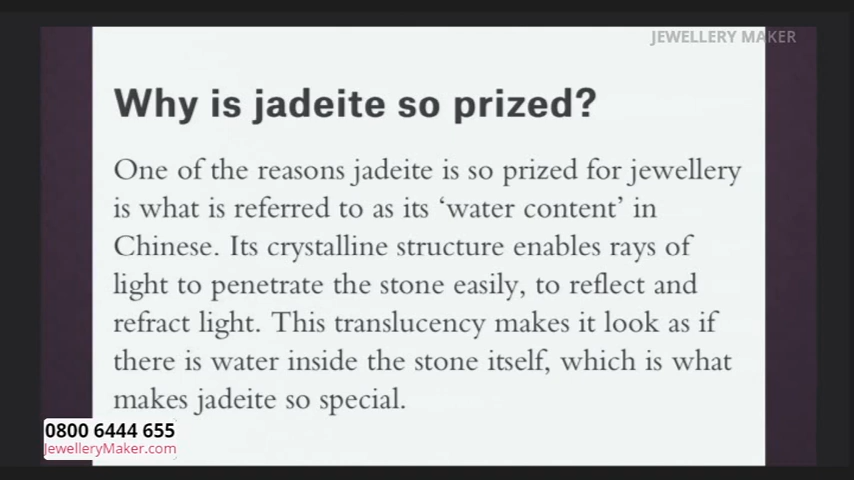 JEWELLERY MAKER
Why is jadeite so prized?
One of the reasons jadeite is so prized for jewellery
is what is referred to as its ‘water content’ in
Chinese. Its crystalline structure enables rays of
light to penetrate the stone easily, to reflect and
refract light. This translucency makes it look as if
there is water inside the stone itself, which is what
makes jadeite so special.
0800 6444 655
JewelleryMaker.com